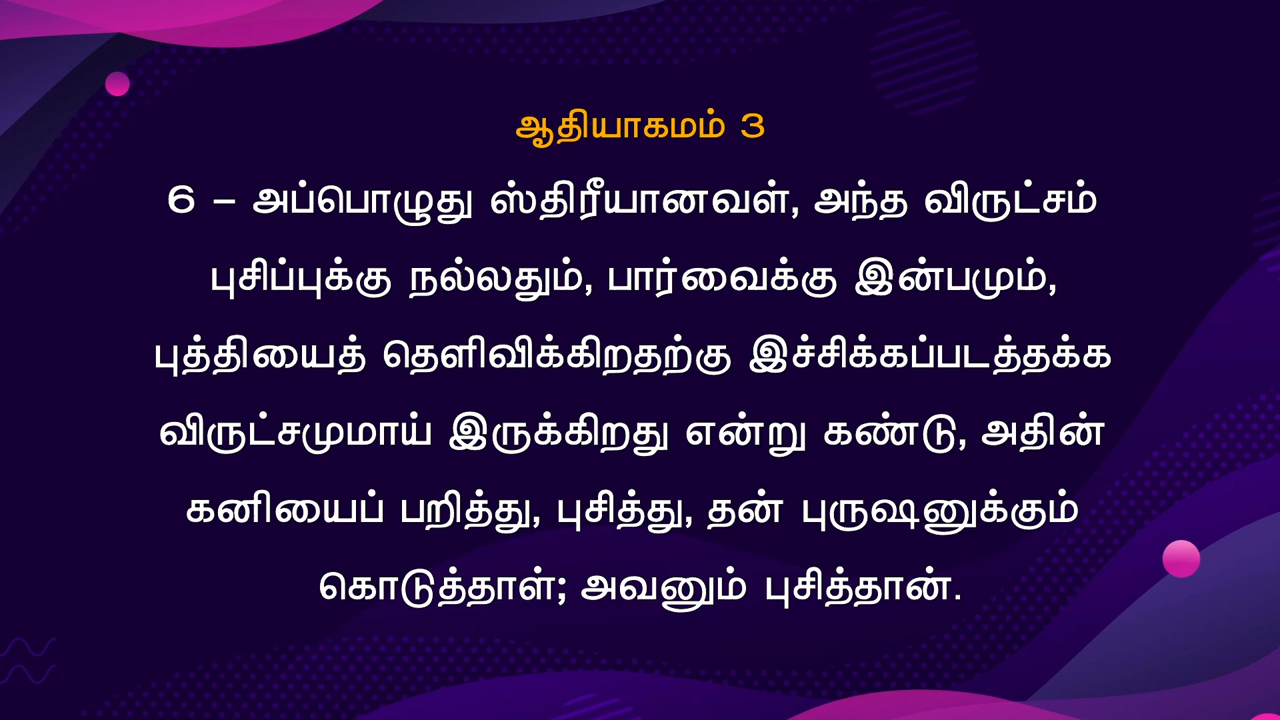 ஆதியாகமம் 3
6 – அப்பொழுது ஸ்திரீயானவள், அந்த விருட்சம்
புசிப்புக்கு நல்லதும், பார்வைக்கு இன்பமும்,
புத்தியைத் தெளிவிக்கிறதற்கு இச்சிக்கப்படத்தக்க
விருட்சமுமாய் இருக்கிறது என்று கண்டு, அதின்
கனியைப் பறித்து, புசித்து, தன் புருஷனுக்கும்
கொடுத்தாள்; அவனும் புசித்தான்.